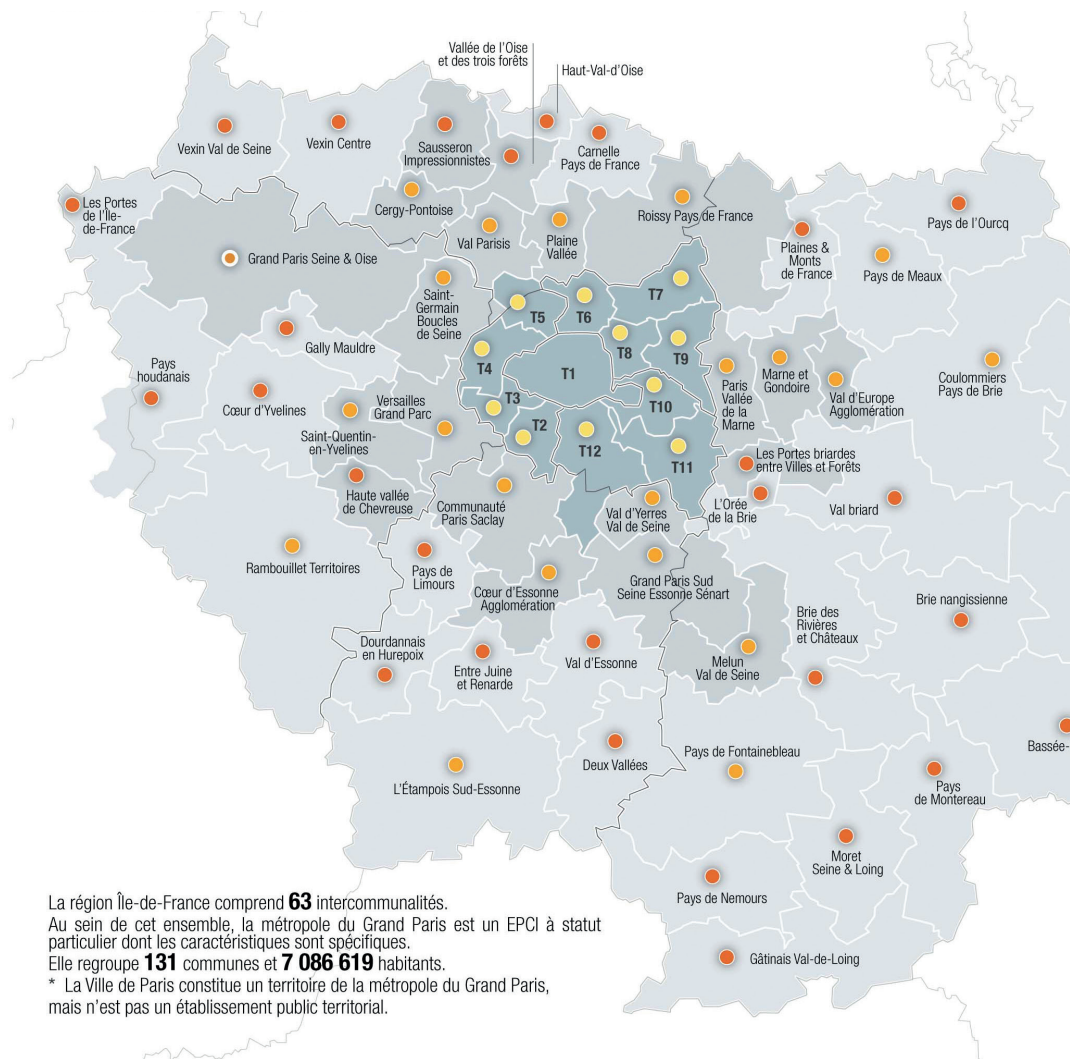 Vallée de l’Oise
et des trois forêts
Haut-Val-d’Oise
Vexin Val de Seine
Vexin Centre
Sausseron
Impressionnistes
Carnelle
Pays de France
Les Portes
de l’Île-
de-France
Cergy-Pontoise
Roissy Pays de France
Pays de l’Ourcq
Val Parisis
Plaine
Vallée
Plaines &
Monts
de France
Grand Paris Seine & Oise
Pays de Meaux
Saint-
Germain
Boucles
de Seine
T7
T5
T6
Gally Mauldre
T8
T9
T4
Pays
houdanais
T1
Marne et
Gondoire
Coulommiers
Pays de Brie
Cœur d’Yvelines
Versailles
Grand Parc
T3
Paris
Vallée
de la
Marne
Val d’Europe
Agglomération
T10
T2
Saint-Quentin-
en-Yvelines
T12
T11
Les Portes briardes
entre Villes et Forêts
Haute vallée
de Chevreuse
Communauté
Paris Saclay
Val d’Yerres
Val de Seine
L’Orée
de la Brie
Val briard
Rambouillet Territoires
Pays de
Limours
Cœur d’Essonne
Agglomération
Grand Paris Sud
Seine Essonne Sénart
Brie nangissienne
Brie des
Rivières
et Châteaux
Dourdannais
en Hurepoix
Entre Juine
et Renarde
Val d’Essonne
Melun
Val de Seine
Bassée-
Deux Vallées
Pays de Fontainebleau
L’Étampois Sud-Essonne
Pays
de Montereau
Moret
Seine & Loing
Pays de Nemours
Gâtinais Val-de-Loing
La région Île-de-France comprend 63 intercommunalités.
Au sein de cet ensemble, la métropole du Grand Paris est un EPCI à statut
particulier dont les caractéristiques sont spécifiques.
Elle regroupe 131 communes et 7 086 619 habitants.
* La Ville de Paris constitue un territoire de la métropole du Grand Paris,
mais n’est pas un établissement public territorial.